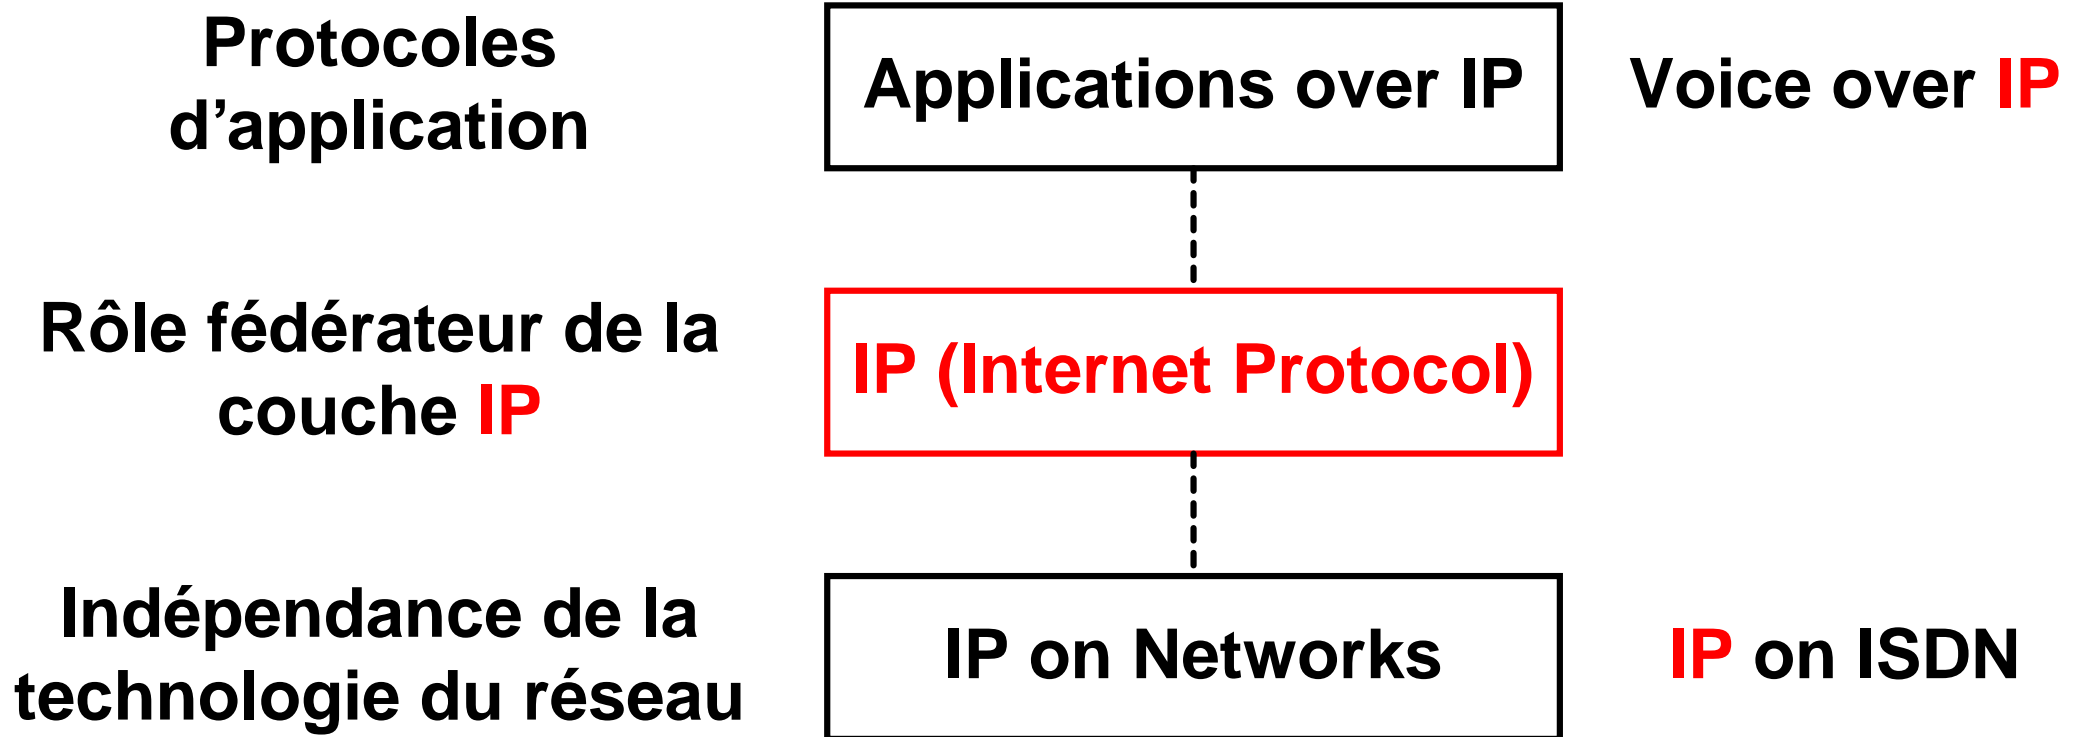 Protocoles
d’application
Applications over IP
Voice over IP
Rôle fédérateur de la
couche IP
IP (Internet Protocol)
Indépendance de la
technologie du réseau
IP on Networks
IP on ISDN